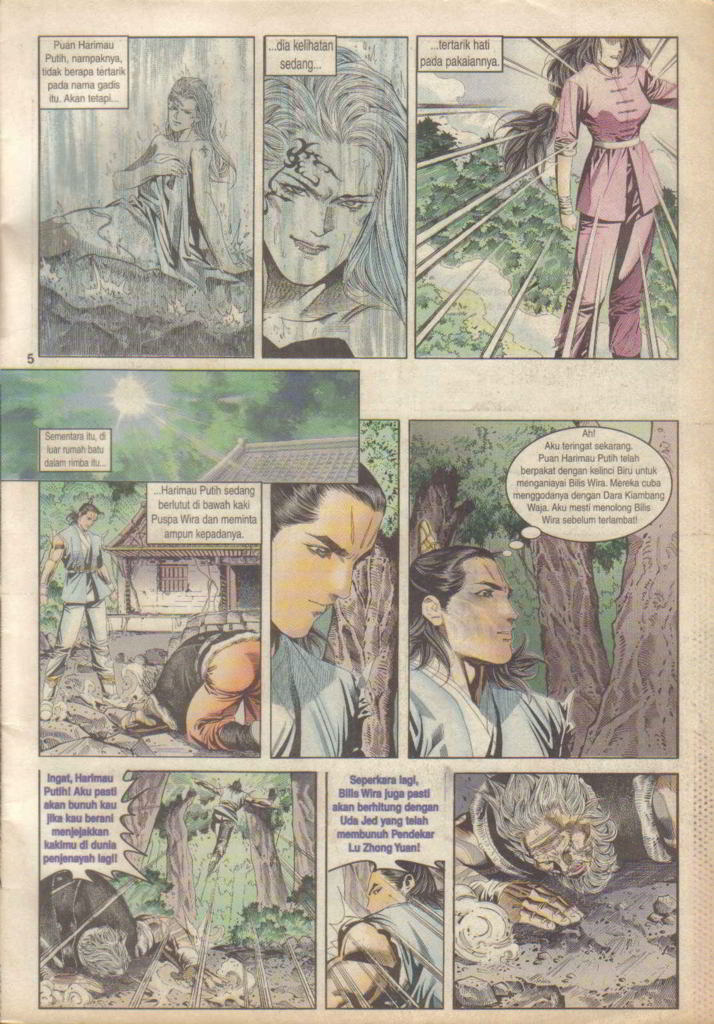 Puan Harimau
Putih, nampaknya,
tidak berapa tertarik
pada nama gadis
itu. Akan tetapi...
...dia kelihatan
sedang...
...tertarik hati
pada pakaiannya.
5
Sementara itu, di
luar rumah batu
dalam rimba itu...
...Harimau Putih sedang
berlutut di bawah kaki
Puspa Wira dan meminta
ampun kepadanya.
Ah!
Aku teringat sekarang.
Puan Harimau Putih telah
berpakat dengan kelinci Biru untuk
menganiayai Bilis Wira. Mereka cuba
menggodanya dengan Dara Kiambang
Waja. Aku mesti menolong Bilis
Wira sebelum terlambat!
Ingat, Harimau
Putih! Aku pasti
akan bunuh kau
jika kau berani
menjejakkan
kakimu di dunia
penjenayah lagi!
Seperkara lagi,
Bilis Wira juga pasti
akan berhitung dengan
Uda Jed yang telah
membunuh Pendekar
Lu Zhong Yuan!